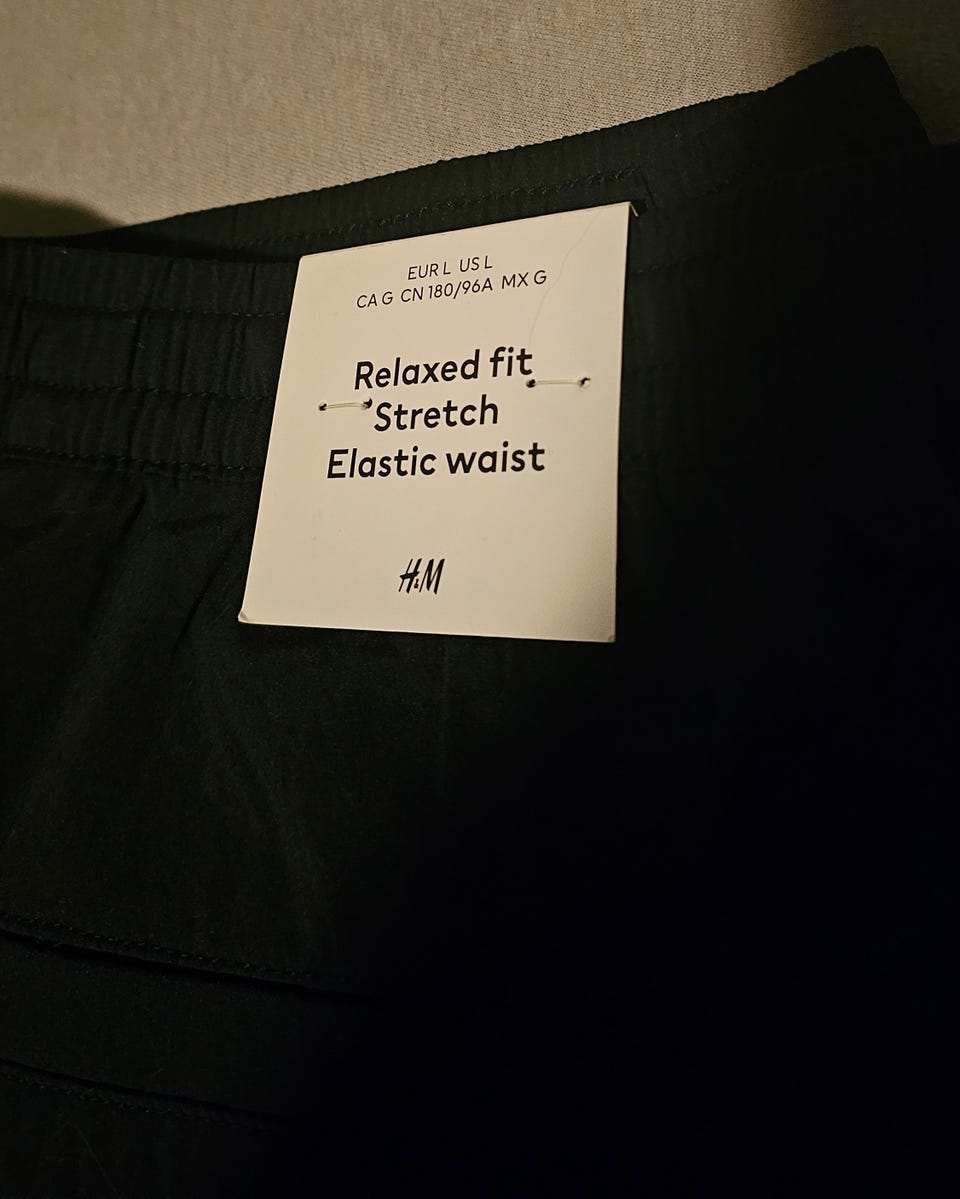 EUR L US L
CA G CN 180/96A MX G
Relaxed fit
Stretch
Elastic waist
H&M